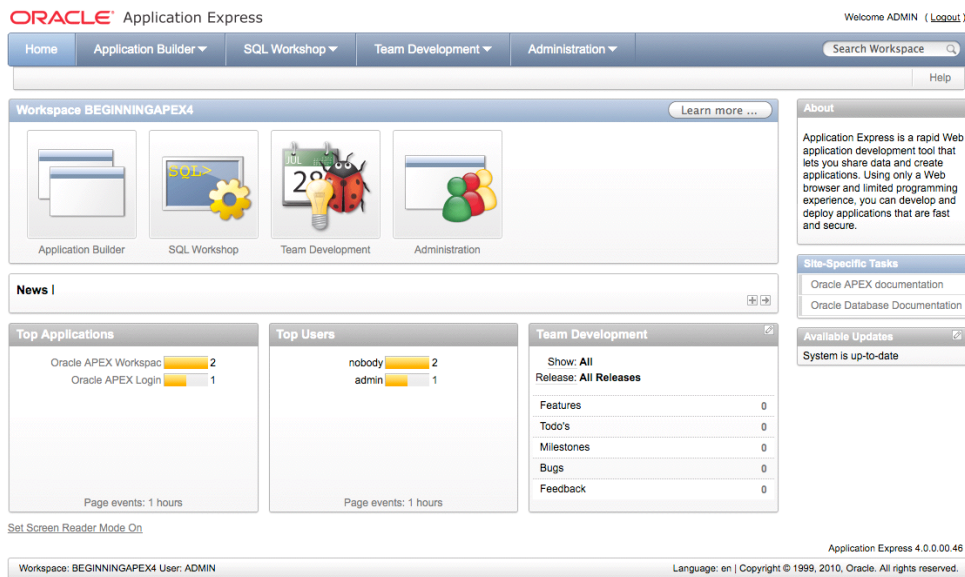 ORACLE Application Express
Welcome ADMIN ( Logout )
Home Application Builder SQL Workshop Team Development Administration Search Workspace
Help
Workspace BEGINNINGAPEX4
Learn more ...
SQL>
JUL
28
Application Builder SQL Workshop Team Development Administration
News
Top Applications
Oracle APEX Workspac 2
Oracle APEX Login 1
Page events: 1 hours
Top Users
nobody 2
admin 1
Page events: 1 hours
Team Development
Show: All
Release: All Releases
Features 0
Todo's 0
Milestones 0
Bugs 0
Feedback 0
About
Application Express is a rapid Web
application development tool that
lets you share data and create
applications. Using only a Web
browser and limited programming
experience, you can develop and
deploy applications that are fast
and secure.
Site-Specific Tasks
Oracle APEX documentation
Oracle Database Documentation
Available Updates
System is up-to-date
Set Screen Reader Mode On
Application Express 4.0.0.00.46
Workspace: BEGINNINGAPEX4 User: ADMIN
Language: en | Copyright © 1999, 2010, Oracle. All rights reserved.